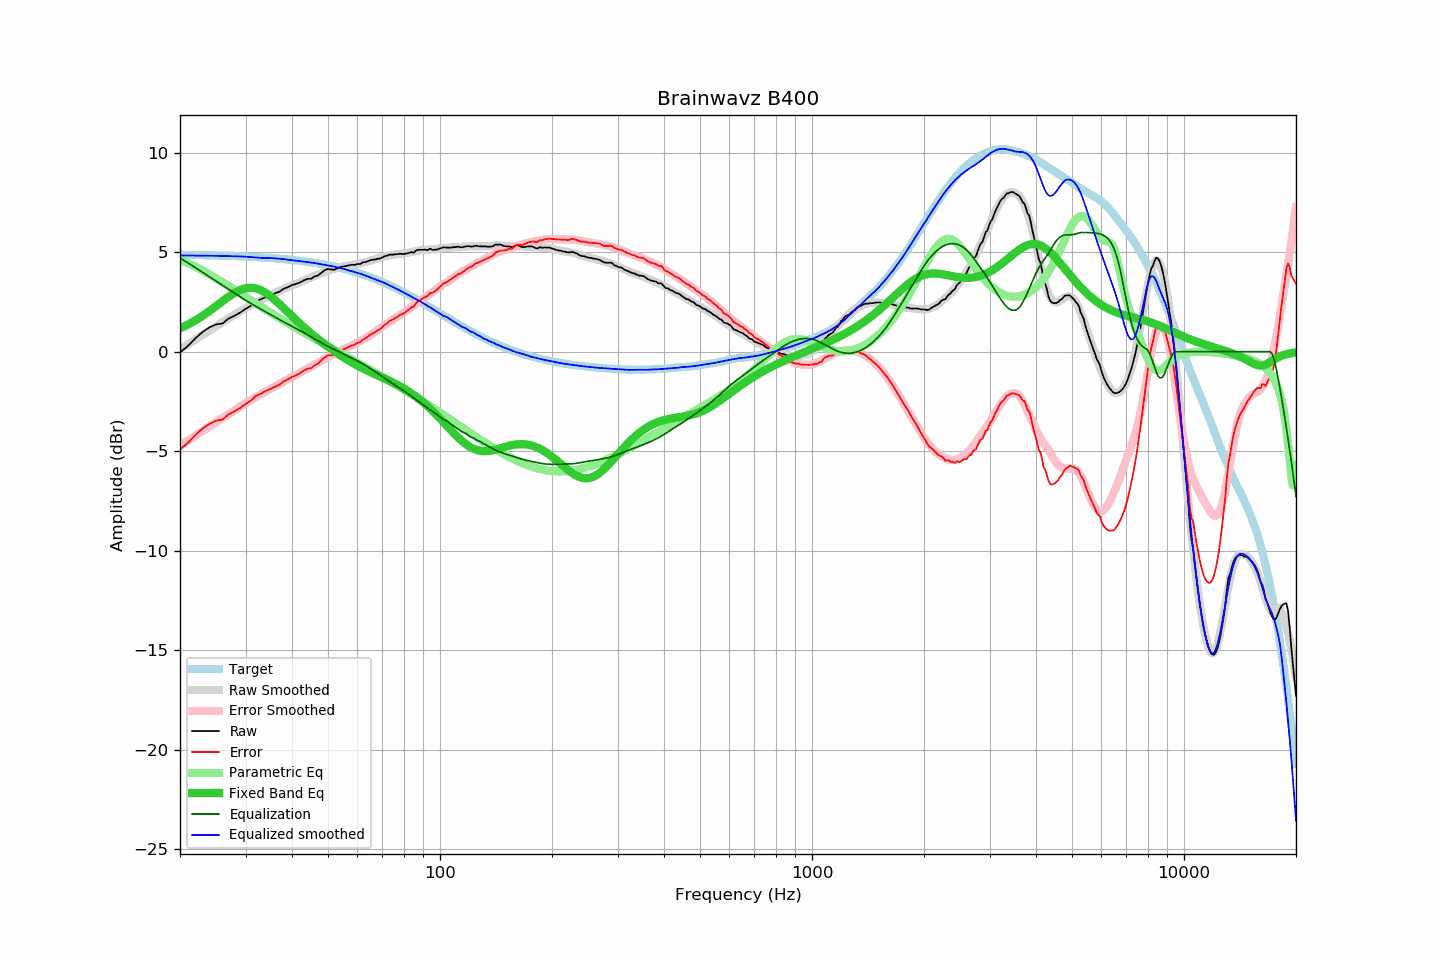 Brainwavz B400
10
5
0
−5
−10
−15
−20
−25
Amplitude (dBr)
Target
Raw Smoothed
Error Smoothed
Raw
Error
Parametric Eq
Fixed Band Eq
Equalization
Equalized smoothed
100
1000
10000
Frequency (Hz)